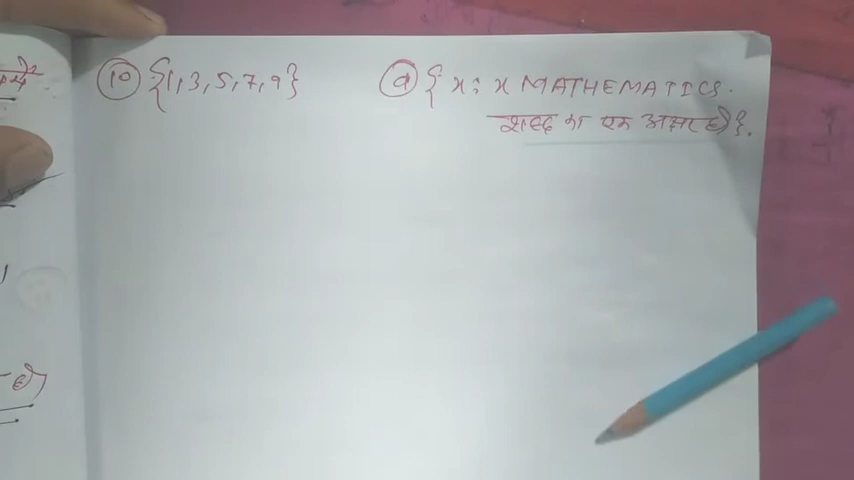 10 {1,3,5,7,9}
a { x: x MATHEMATICS.
शब्द का एक अक्षर है}.